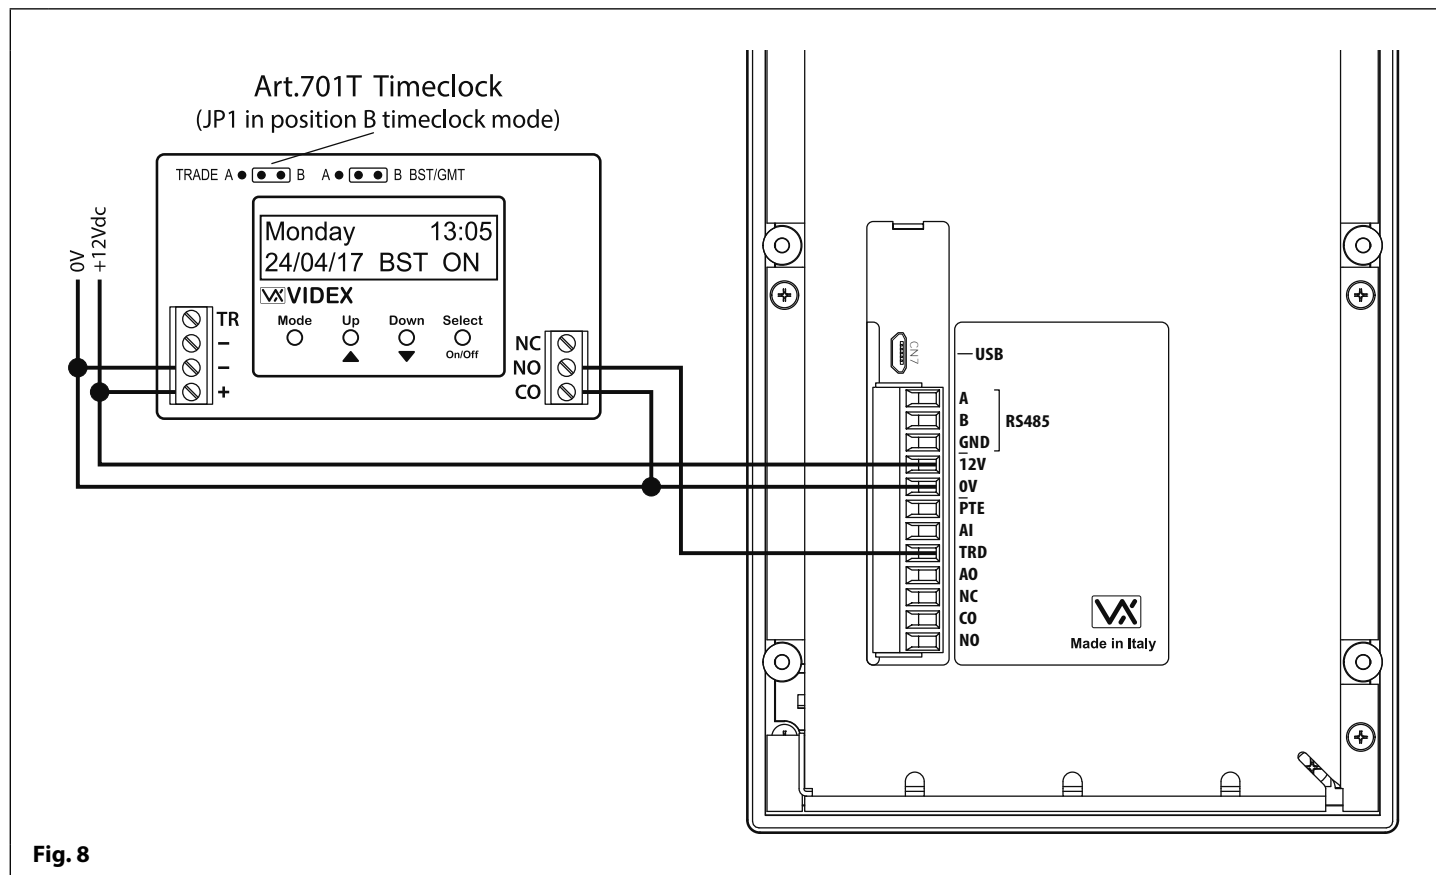 Art.701T Timeclock
(JP1 in position B timeclock mode)
TRADE A B A B BST/GMT
Monday 13:05
24/04/17 BST ON
VX VIDEX
Mode Up Down Select
On/Off
0V
+12Vdc
TR
–
–
+
NC
NO
CO
CN7
USB
A
B
GND
RS485
12V
0V
PTE
AI
TRD
AO
NC
CO
NO
VX
Made in Italy
Fig. 8